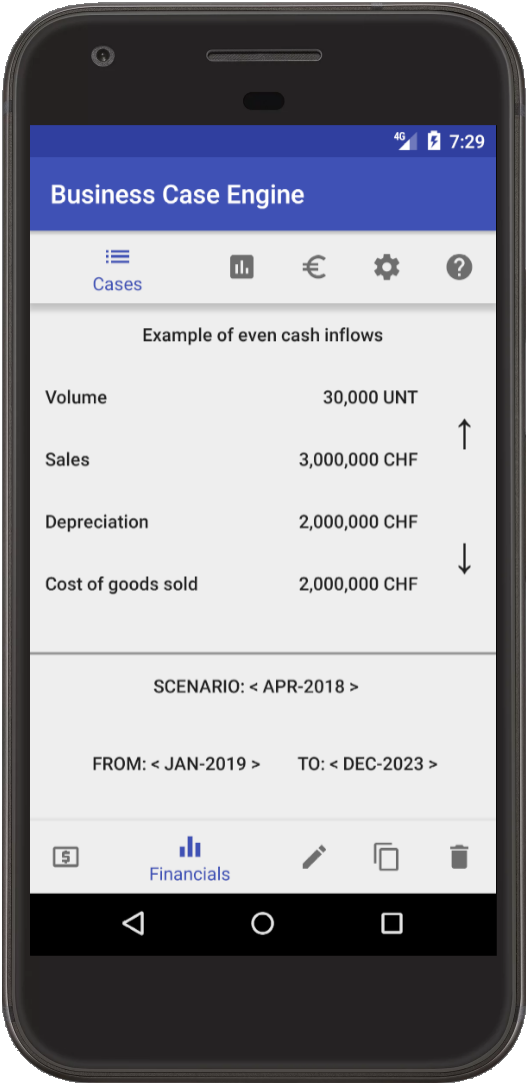 4G 7:29
Business Case Engine
Cases
Example of even cash inflows
Volume 30,000 UNT
Sales 3,000,000 CHF
Depreciation 2,000,000 CHF
Cost of goods sold 2,000,000 CHF
SCENARIO: < APR-2018 >
FROM: < JAN-2019 > TO: < DEC-2023 >
Financials